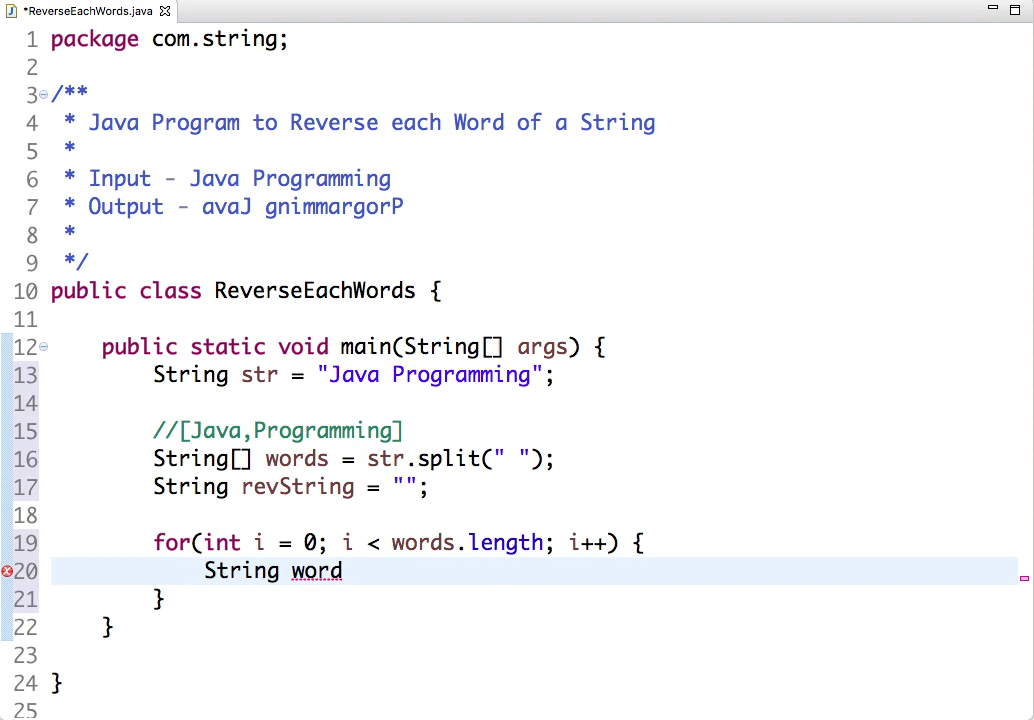 *ReverseEachWords.java
1 package com.string;
2
3 /**
4 * Java Program to Reverse each Word of a String
5 *
6 * Input - Java Programming
7 * Output - avaJ gnimmargorP
8 *
9 */
10 public class ReverseEachWords {
11
12 public static void main(String[] args) {
13 String str = "Java Programming";
14
15 //[Java,Programming]
16 String[] words = str.split(" ");
17 String revString = "";
18
19 for(int i = 0; i < words.length; i++) {
20 String word
21 }
22 }
23
24 }
25